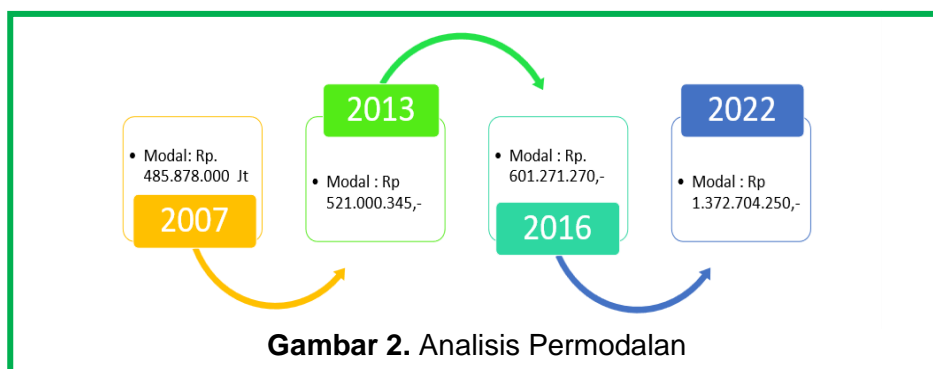 • Modal: Rp.
485.878.000 Jt
2007
2013
• Modal : Rp
521.000.345,-
• Modal : Rp.
601.271.270,-
2016
2022
• Modal : Rp
1.372.704.250,-
Gambar 2. Analisis Permodalan